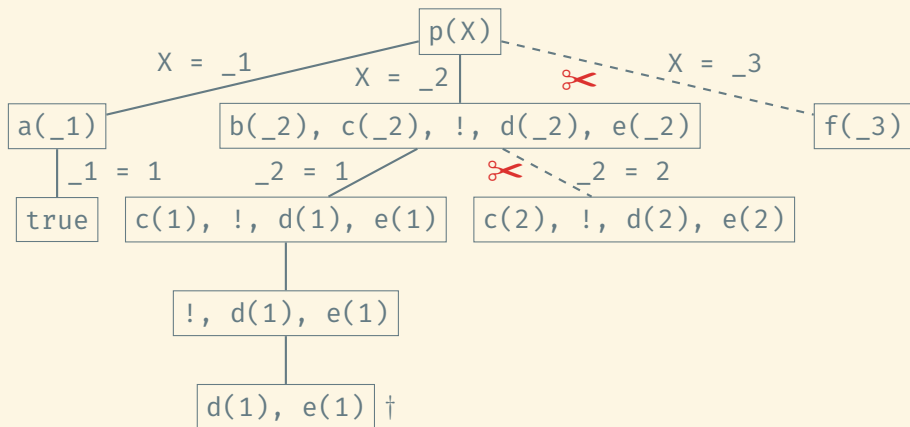 p(X)
X = _1
X = _2
X = _3
a(_1)
b(_2), c(_2), !, d(_2), e(_2)
f(_3)
_1 = 1
_2 = 1
_2 = 2
true
c(1), !, d(1), e(1)
c(2), !, d(2), e(2)
!, d(1), e(1)
d(1), e(1) †